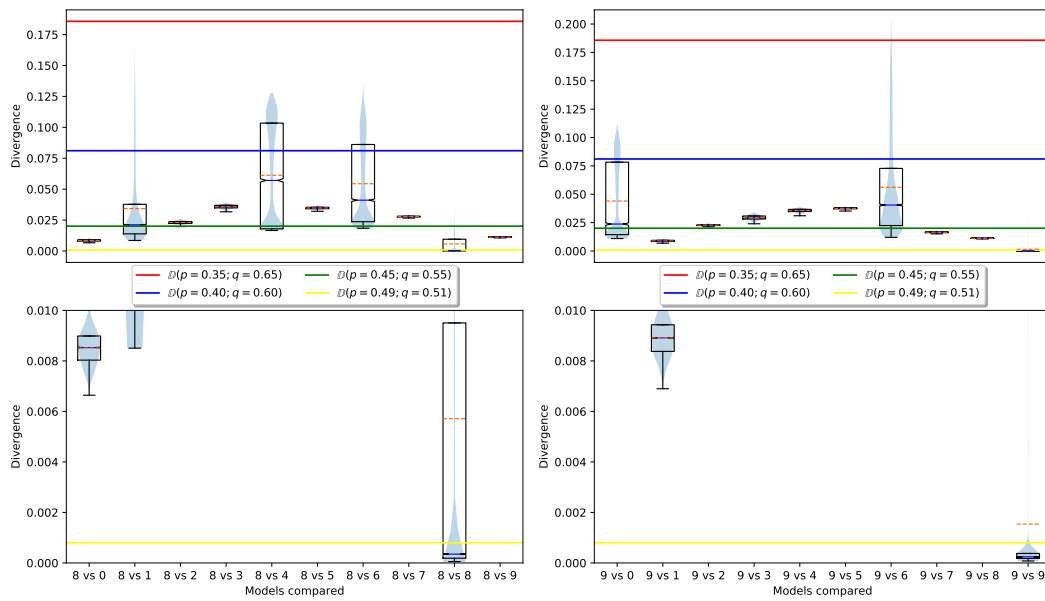 0.175
0.150
0.125
0.100
0.075
0.050
0.025
0.000
Divergence
0.200
0.175
0.150
0.125
0.100
0.075
0.050
0.025
0.000
Divergence
𝔻(p = 0.35; q = 0.65)
𝔻(p = 0.40; q = 0.60)
𝔻(p = 0.45; q = 0.55)
𝔻(p = 0.49; q = 0.51)
𝔻(p = 0.35; q = 0.65)
𝔻(p = 0.40; q = 0.60)
𝔻(p = 0.45; q = 0.55)
𝔻(p = 0.49; q = 0.51)
0.010
0.008
0.006
0.004
0.002
0.000
Divergence
8 vs 0 8 vs 1 8 vs 2 8 vs 3 8 vs 4 8 vs 5 8 vs 6 8 vs 7 8 vs 8 8 vs 9
Models compared
0.010
0.008
0.006
0.004
0.002
0.000
Divergence
9 vs 0 9 vs 1 9 vs 2 9 vs 3 9 vs 4 9 vs 5 9 vs 6 9 vs 7 9 vs 8 9 vs 9
Models compared